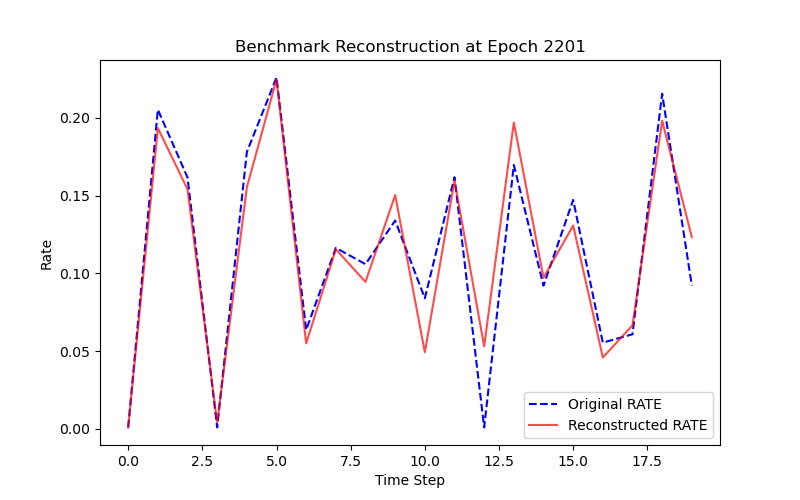 Benchmark Reconstruction at Epoch 2201
0.20
0.15
0.10
0.05
0.00
Rate
0.0 2.5 5.0 7.5 10.0 12.5 15.0 17.5
Time Step
Original RATE
Reconstructed RATE